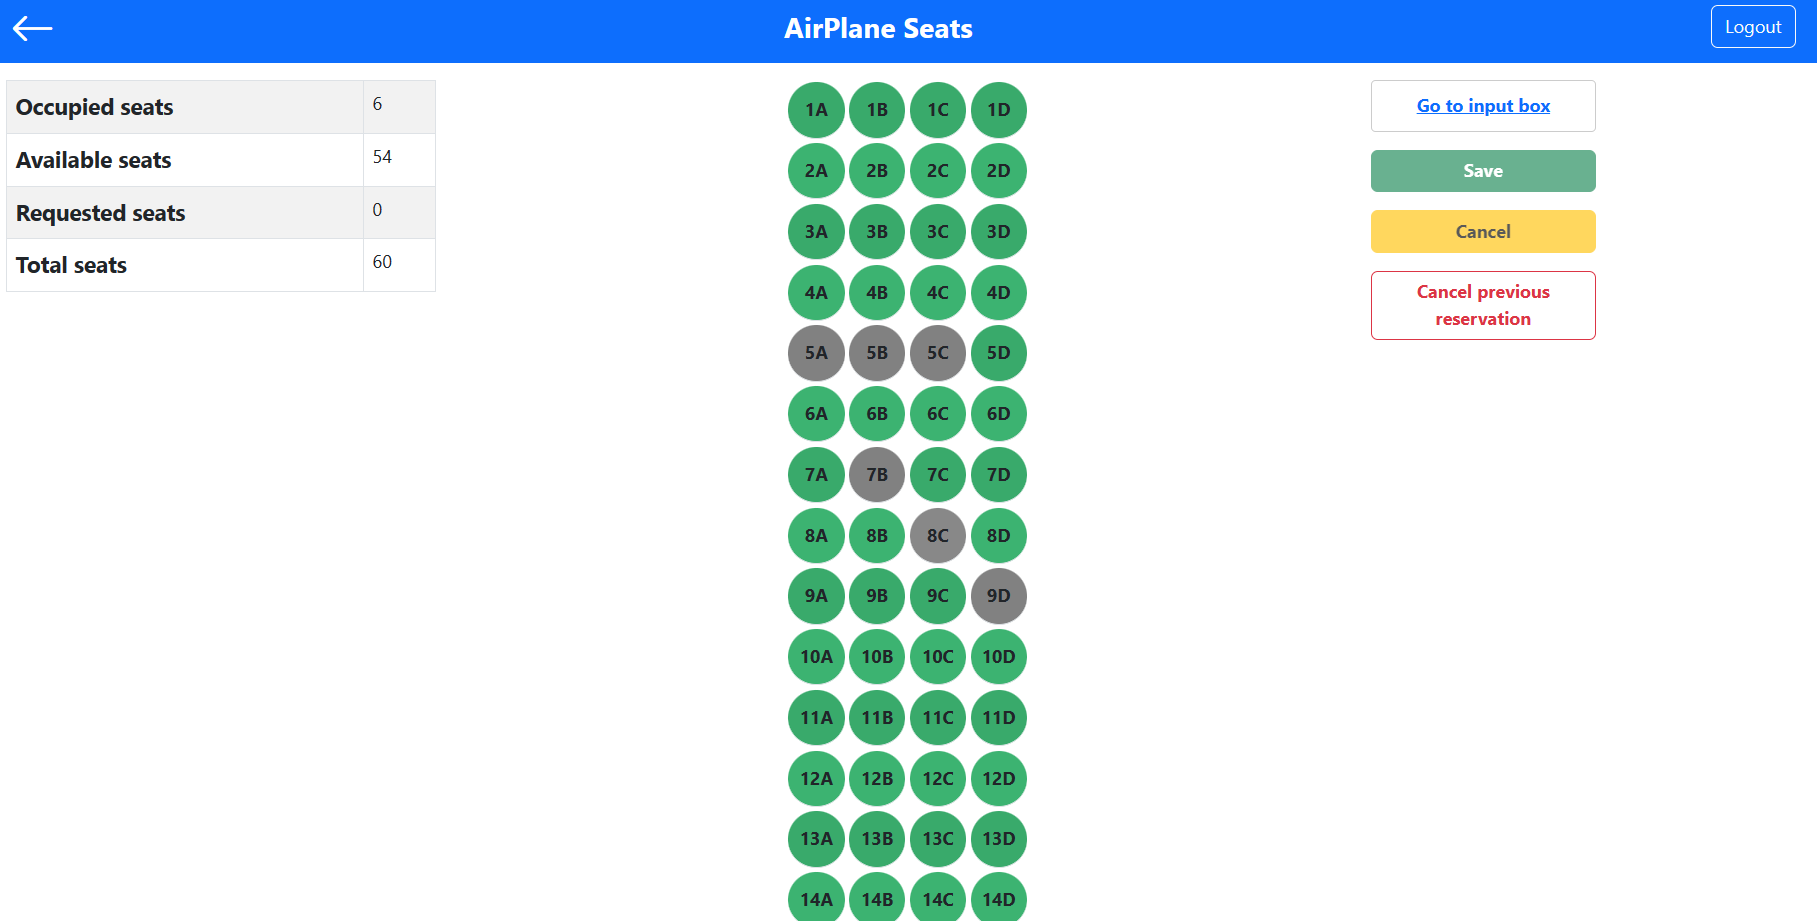 AirPlane Seats
Logout
Occupied seats 6
Available seats 54
Requested seats 0
Total seats 60
1A 1B 1C 1D
2A 2B 2C 2D
3A 3B 3C 3D
4A 4B 4C 4D
5A 5B 5C 5D
6A 6B 6C 6D
7A 7B 7C 7D
8A 8B 8C 8D
9A 9B 9C 9D
10A 10B 10C 10D
11A 11B 11C 11D
12A 12B 12C 12D
13A 13B 13C 13D
14A 14B 14C 14D
Go to input box
Save
Cancel
Cancel previous
reservation